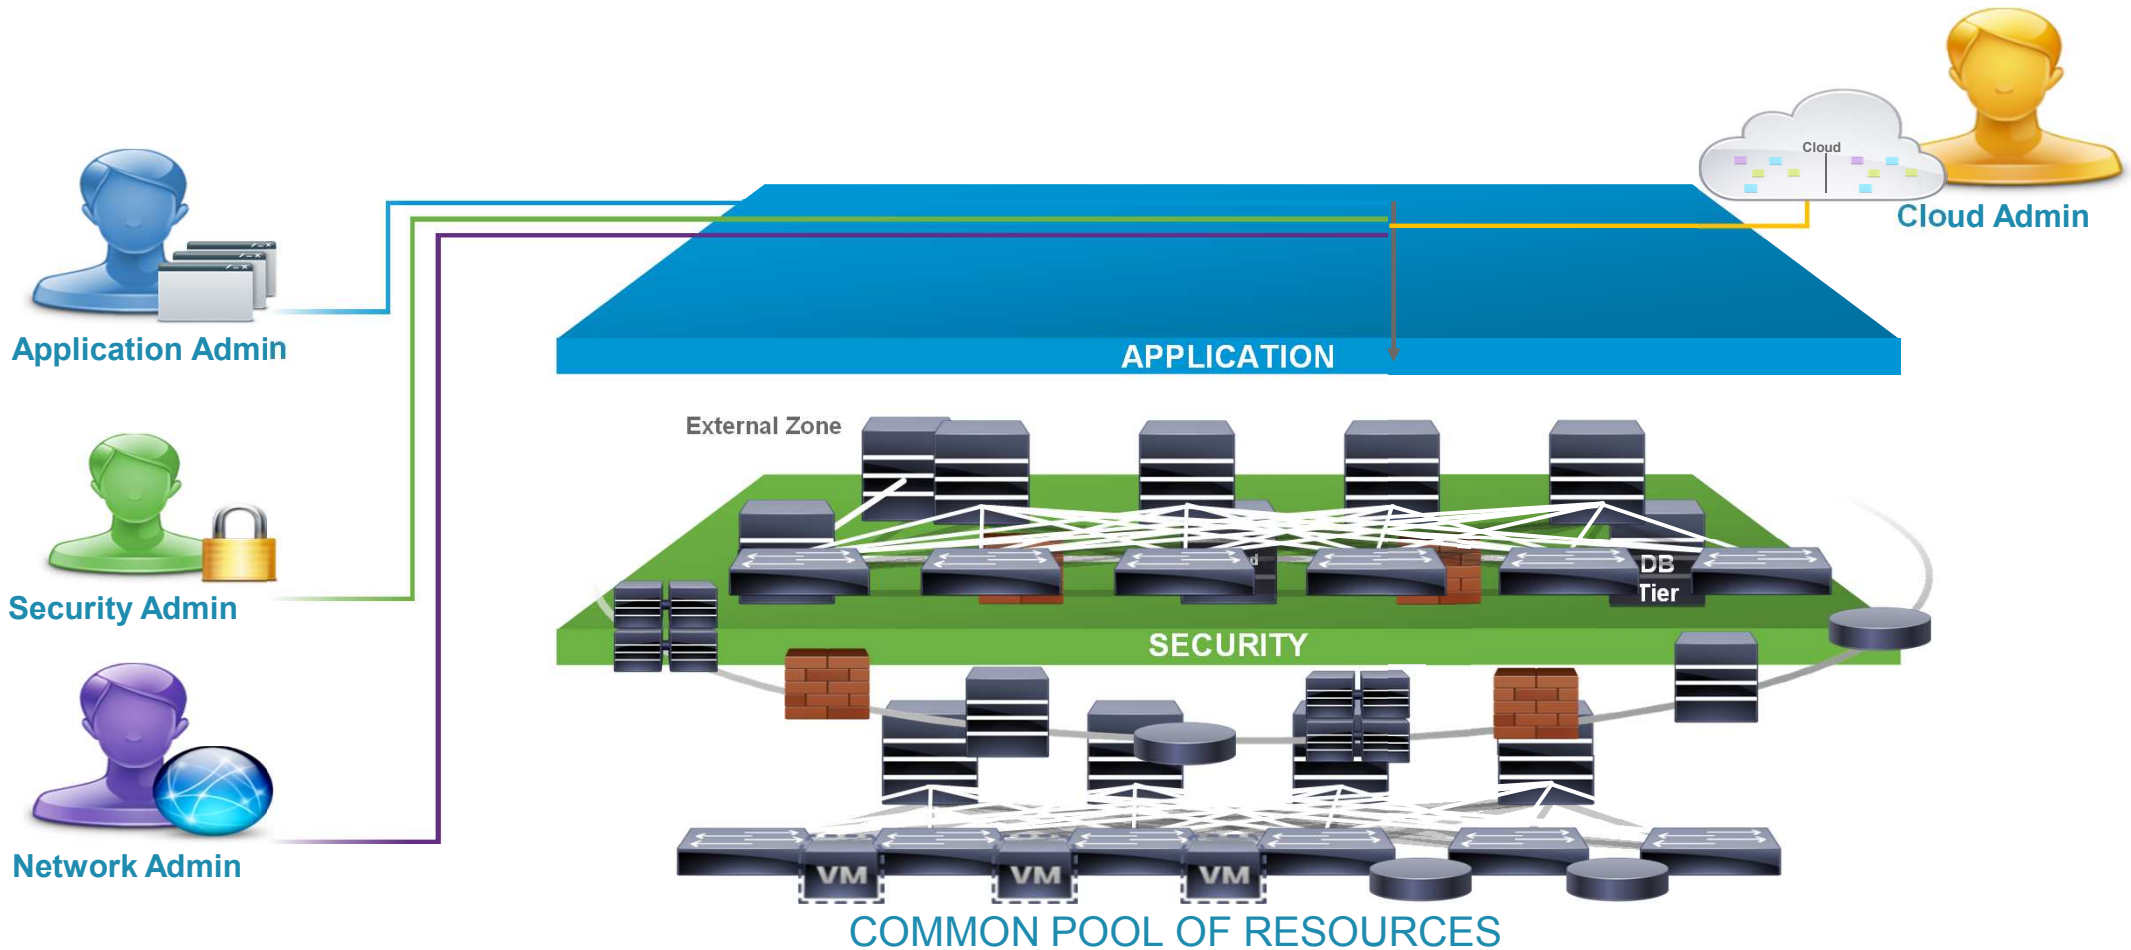 Cloud
Cloud Admin
Application Admin
APPLICATION
External Zone
DB
Tier
Security Admin
SECURITY
Network Admin
VM
VM
VM
COMMON POOL OF RESOURCES